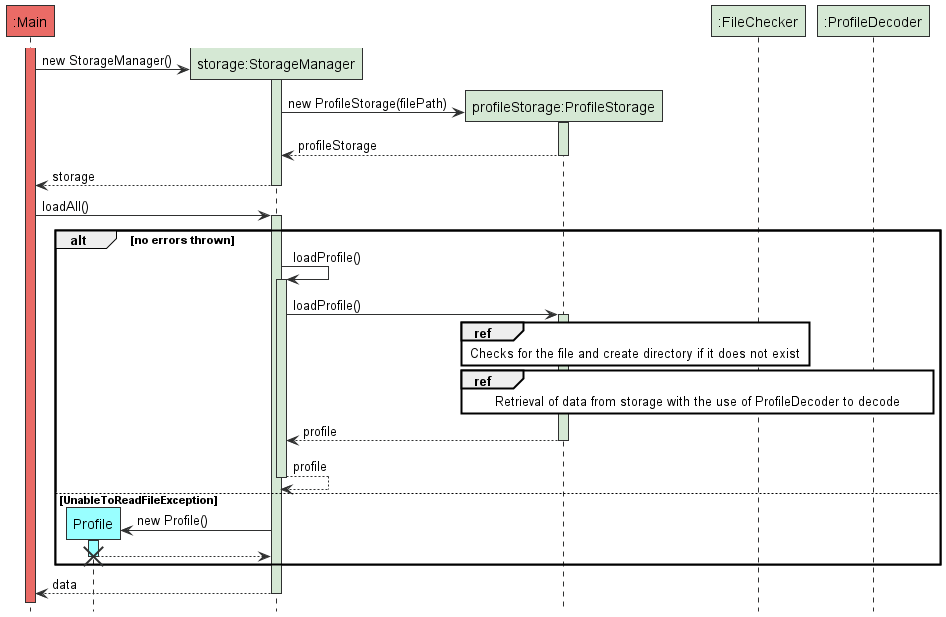 :Main
:FileChecker
:ProfileDecoder
new StorageManager()
storage:StorageManager
new ProfileStorage(filePath)
profileStorage:ProfileStorage
profileStorage
storage
loadAll()
alt
[no errors thrown]
loadProfile()
loadProfile()
ref
Checks for the file and create directory if it does not exist
ref
Retrieval of data from storage with the use of ProfileDecoder to decode
profile
profile
[UnableToReadFileException]
Profile
new Profile()
data